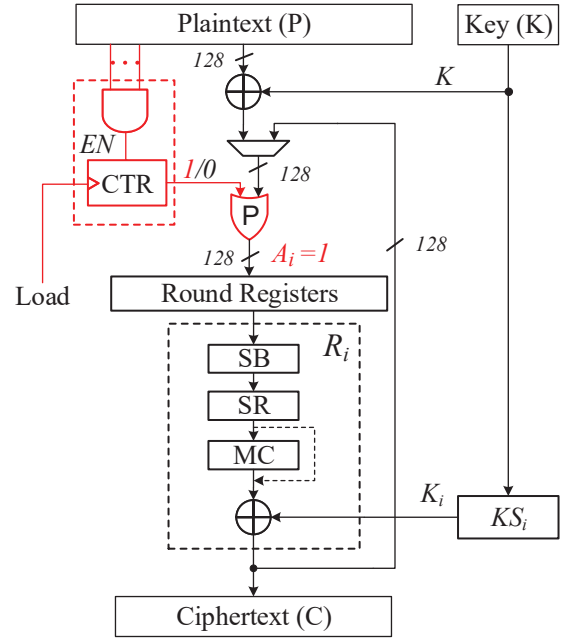 Plaintext (P)
Key (K)
128
K
EN
CTR
1/0
128
P
128
A_i =1
128
Load
Round Registers
R_i
SB
SR
MC
K_i
KS_i
Ciphertext (C)